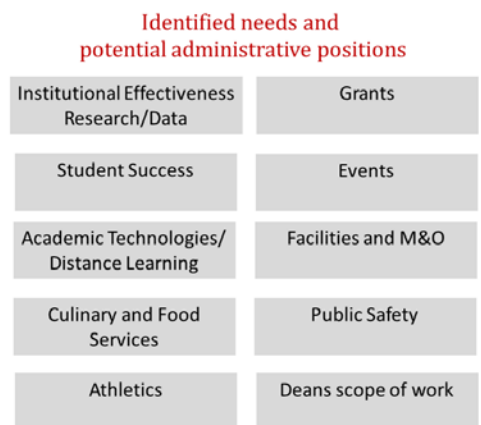 Identified needs and
potential administrative positions
Institutional Effectiveness
Research/Data
Grants
Student Success
Events
Academic Technologies/
Distance Learning
Facilities and M&O
Culinary and Food
Services
Public Safety
Athletics
Deans scope of work